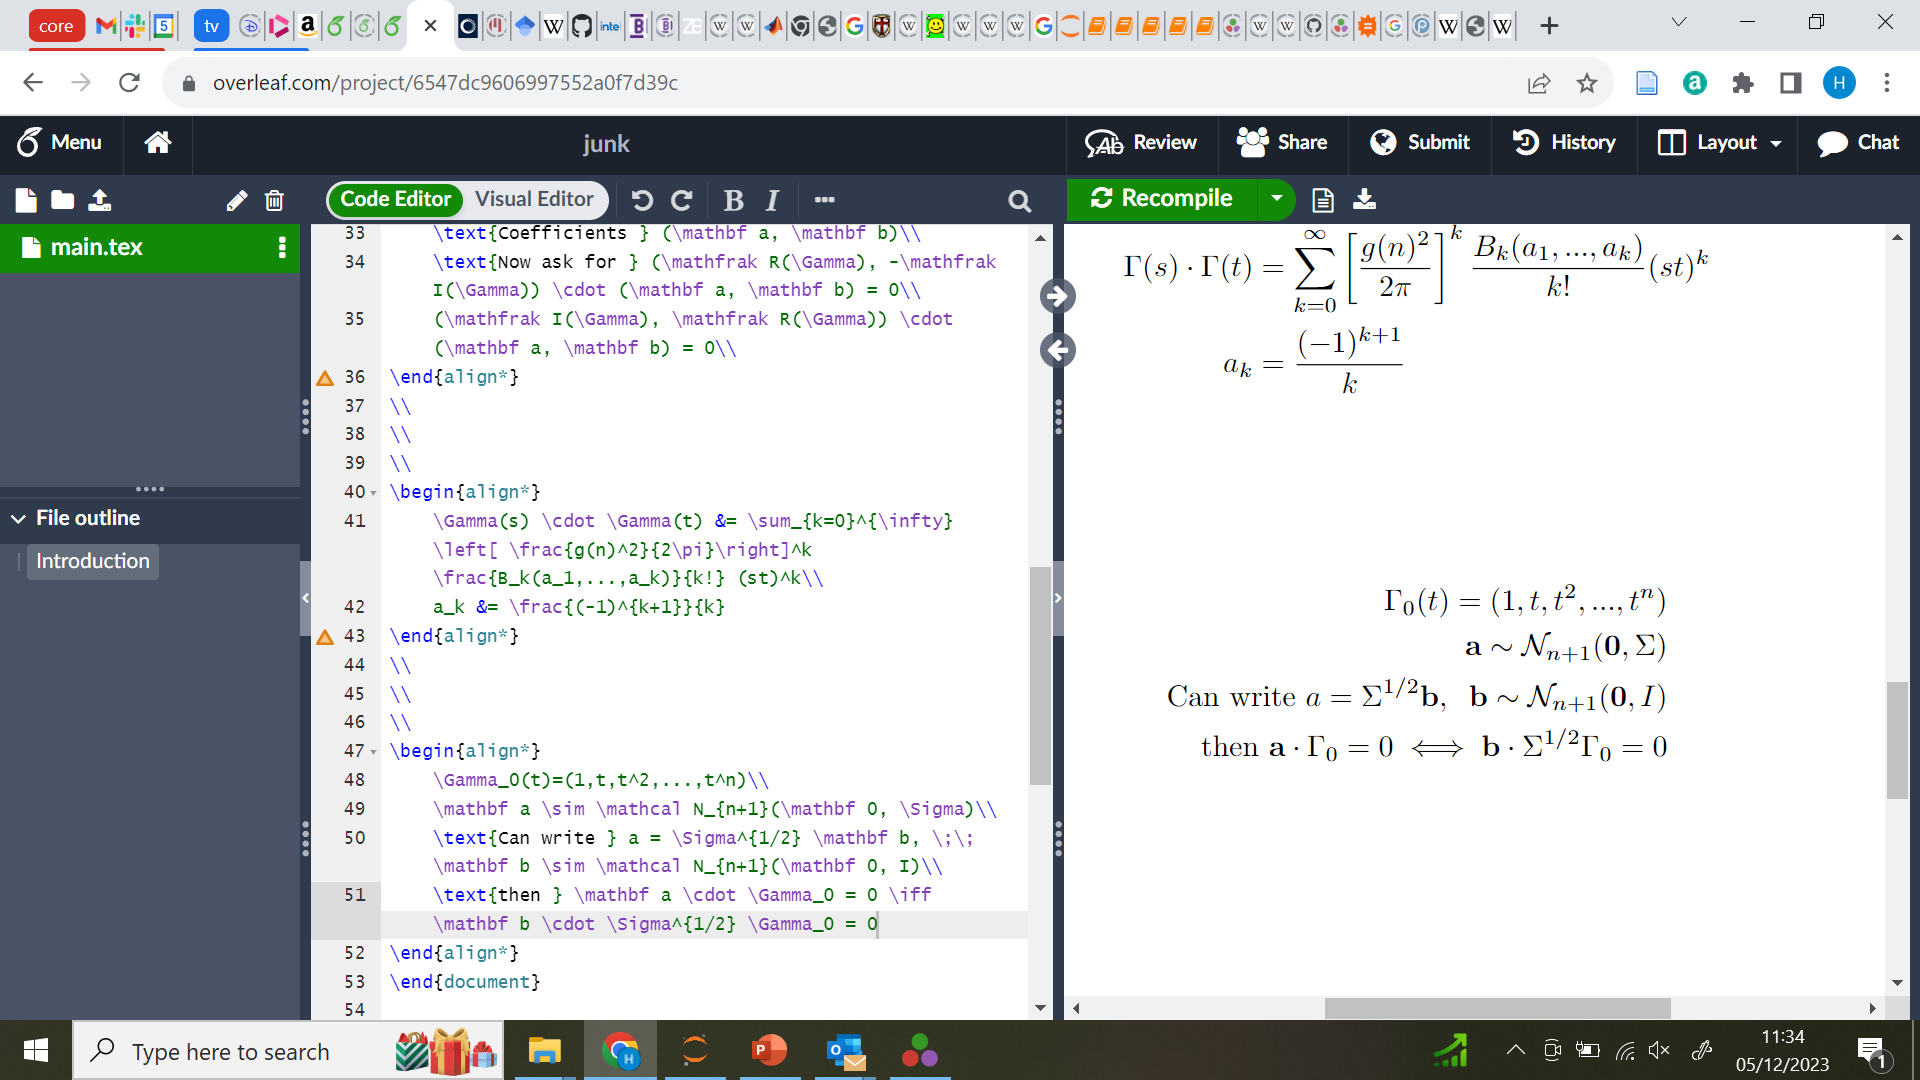 core
5
tv
overleaf.com/project/6547dc9606997552a0f7d39c
H
Menu
junk
Review
Share
Submit
History
Layout
Chat
Code Editor
Visual Editor
B I
Recompile
main.tex
File outline
Introduction
33 \text{Coefficients } (\mathbf a, \mathbf b)\\
34 \text{Now ask for } (\mathfrak R(\Gamma), -\mathfrak
I(\Gamma)) \cdot (\mathbf a, \mathbf b) = 0\\
35 (\mathfrak I(\Gamma), \mathfrak R(\Gamma)) \cdot
(\mathbf a, \mathbf b) = 0\\
36 \end{align*}
37 \\
38 \\
39 \\
40 \begin{align*}
41 \Gamma(s) \cdot \Gamma(t) &= \sum_{k=0}^{\infty}
\left[ \frac{g(n)^2}{2\pi}\right]^k
\frac{B_k(a_1,...,a_k)}{k!} (st)^k\\
42 a_k &= \frac{(-1)^{k+1}}{k}
43 \end{align*}
44 \\
45 \\
46 \\
47 \begin{align*}
48 \Gamma_0(t)=(1,t,t^2,...,t^n)\\
49 \mathbf a \sim \mathcal N_{n+1}(\mathbf 0, \Sigma)\\
50 \text{Can write } a = \Sigma^{1/2} \mathbf b, \;\;
\mathbf b \sim \mathcal N_{n+1}(\mathbf 0, I)\\
51 \text{then } \mathbf a \cdot \Gamma_0 = 0 \iff
\mathbf b \cdot \Sigma^{1/2} \Gamma_0 = 0
52 \end{align*}
53 \end{document}
54
Γ(s) · Γ(t) = ∑_{k=0}^{∞} [g(n)²/2π]^k B_k(a₁, ..., a_k)/k! (st)^k
a_k = (−1)^{k+1}/k
Γ₀(t) = (1, t, t², ..., tⁿ)
a ∼ 𝒩_{n+1}(0, Σ)
Can write a = Σ^{1/2}b, b ∼ 𝒩_{n+1}(0, I)
then a · Γ₀ = 0 ⟺ b · Σ^{1/2}Γ₀ = 0
Type here to search
11:34
05/12/2023
1